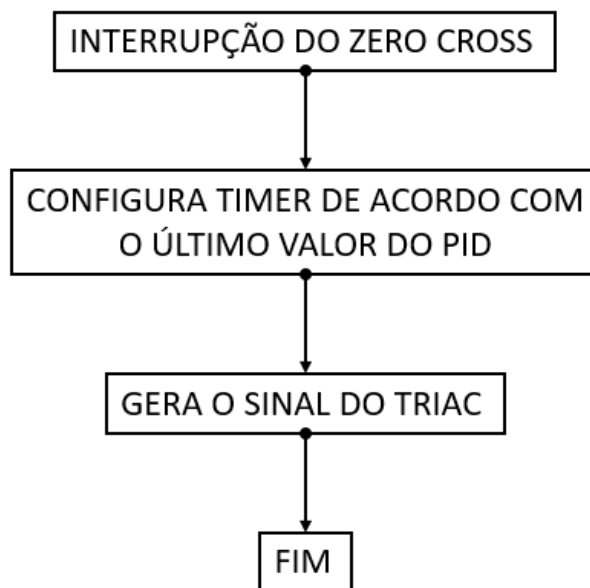 INTERRUPÇÃO DO ZERO CROSS
CONFIGURA TIMER DE ACORDO COM
O ÚLTIMO VALOR DO PID
GERA O SINAL DO TRIAC
FIM